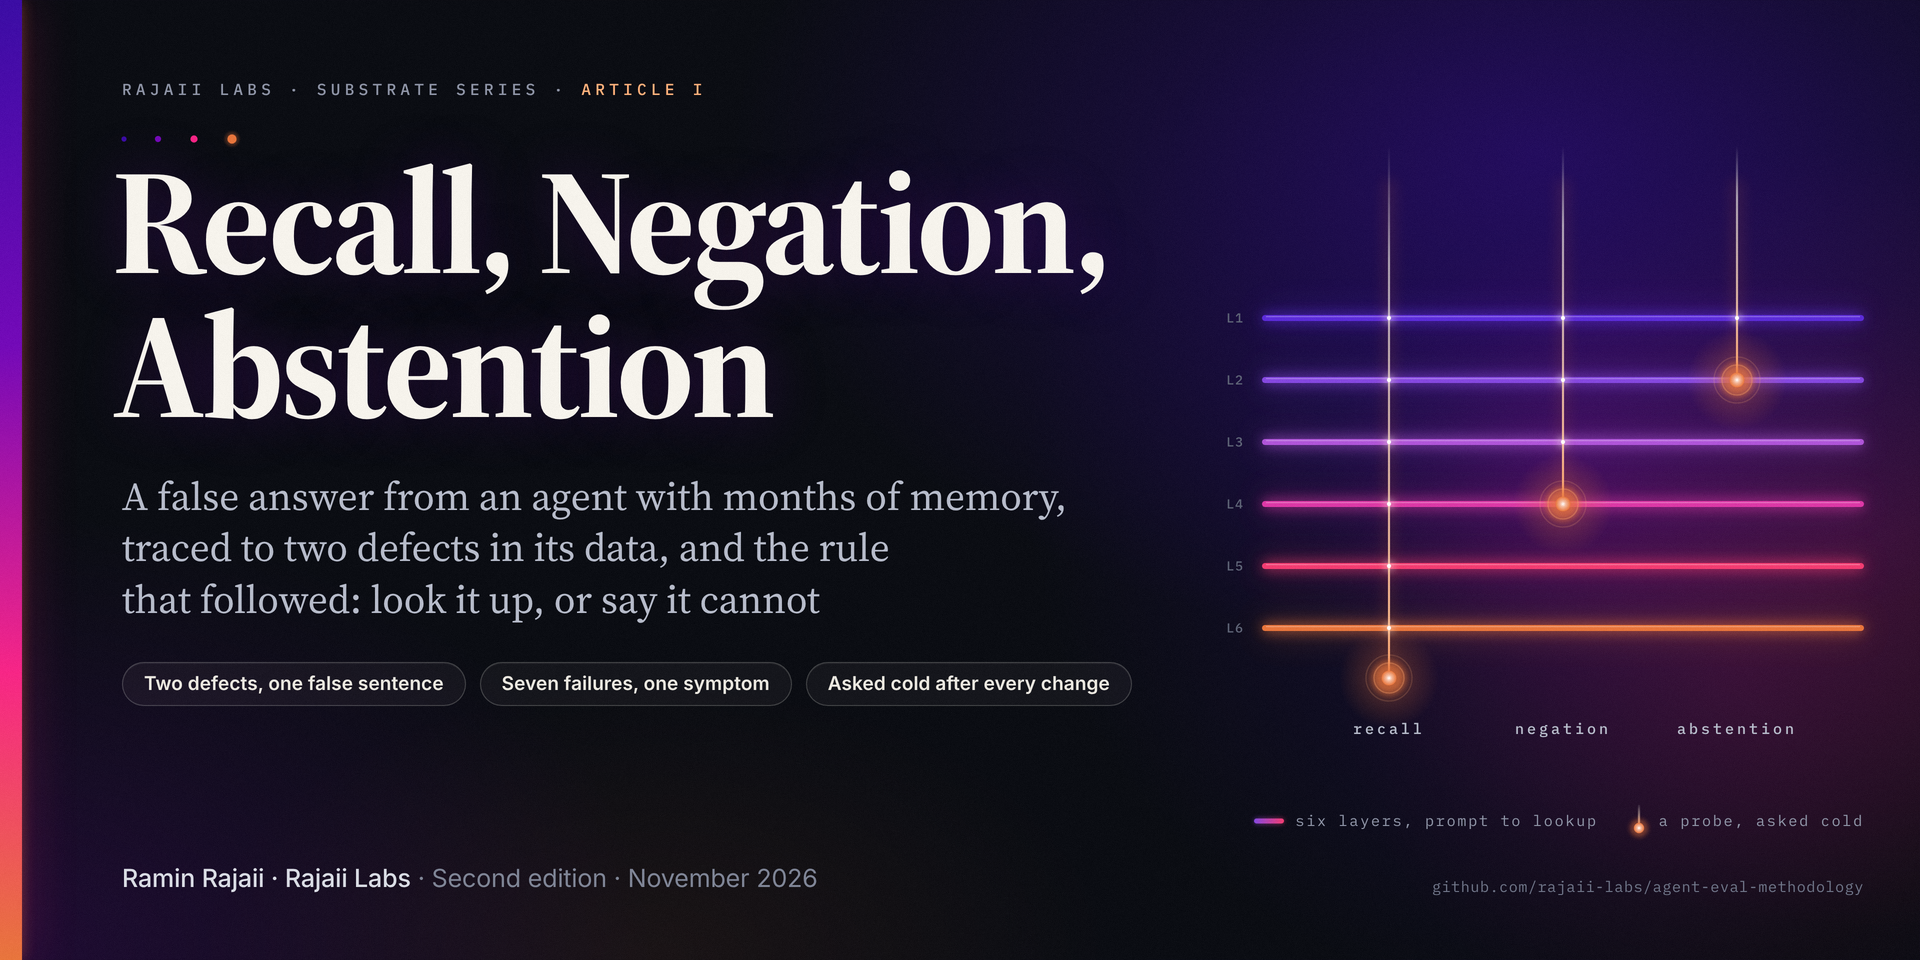 RAJAII LABS · SUBSTRATE SERIES · ARTICLE I
Recall, Negation,
Abstention
A false answer from an agent with months of memory,
traced to two defects in its data, and the rule
that followed: look it up, or say it cannot
Two defects, one false sentence
Seven failures, one symptom
Asked cold after every change
Ramin Rajaii · Rajaii Labs · Second edition · November 2026
L1
L2
L3
L4
L5
L6
recall
negation
abstention
six layers, prompt to lookup
a probe, asked cold
github.com/rajaii-labs/agent-eval-methodology